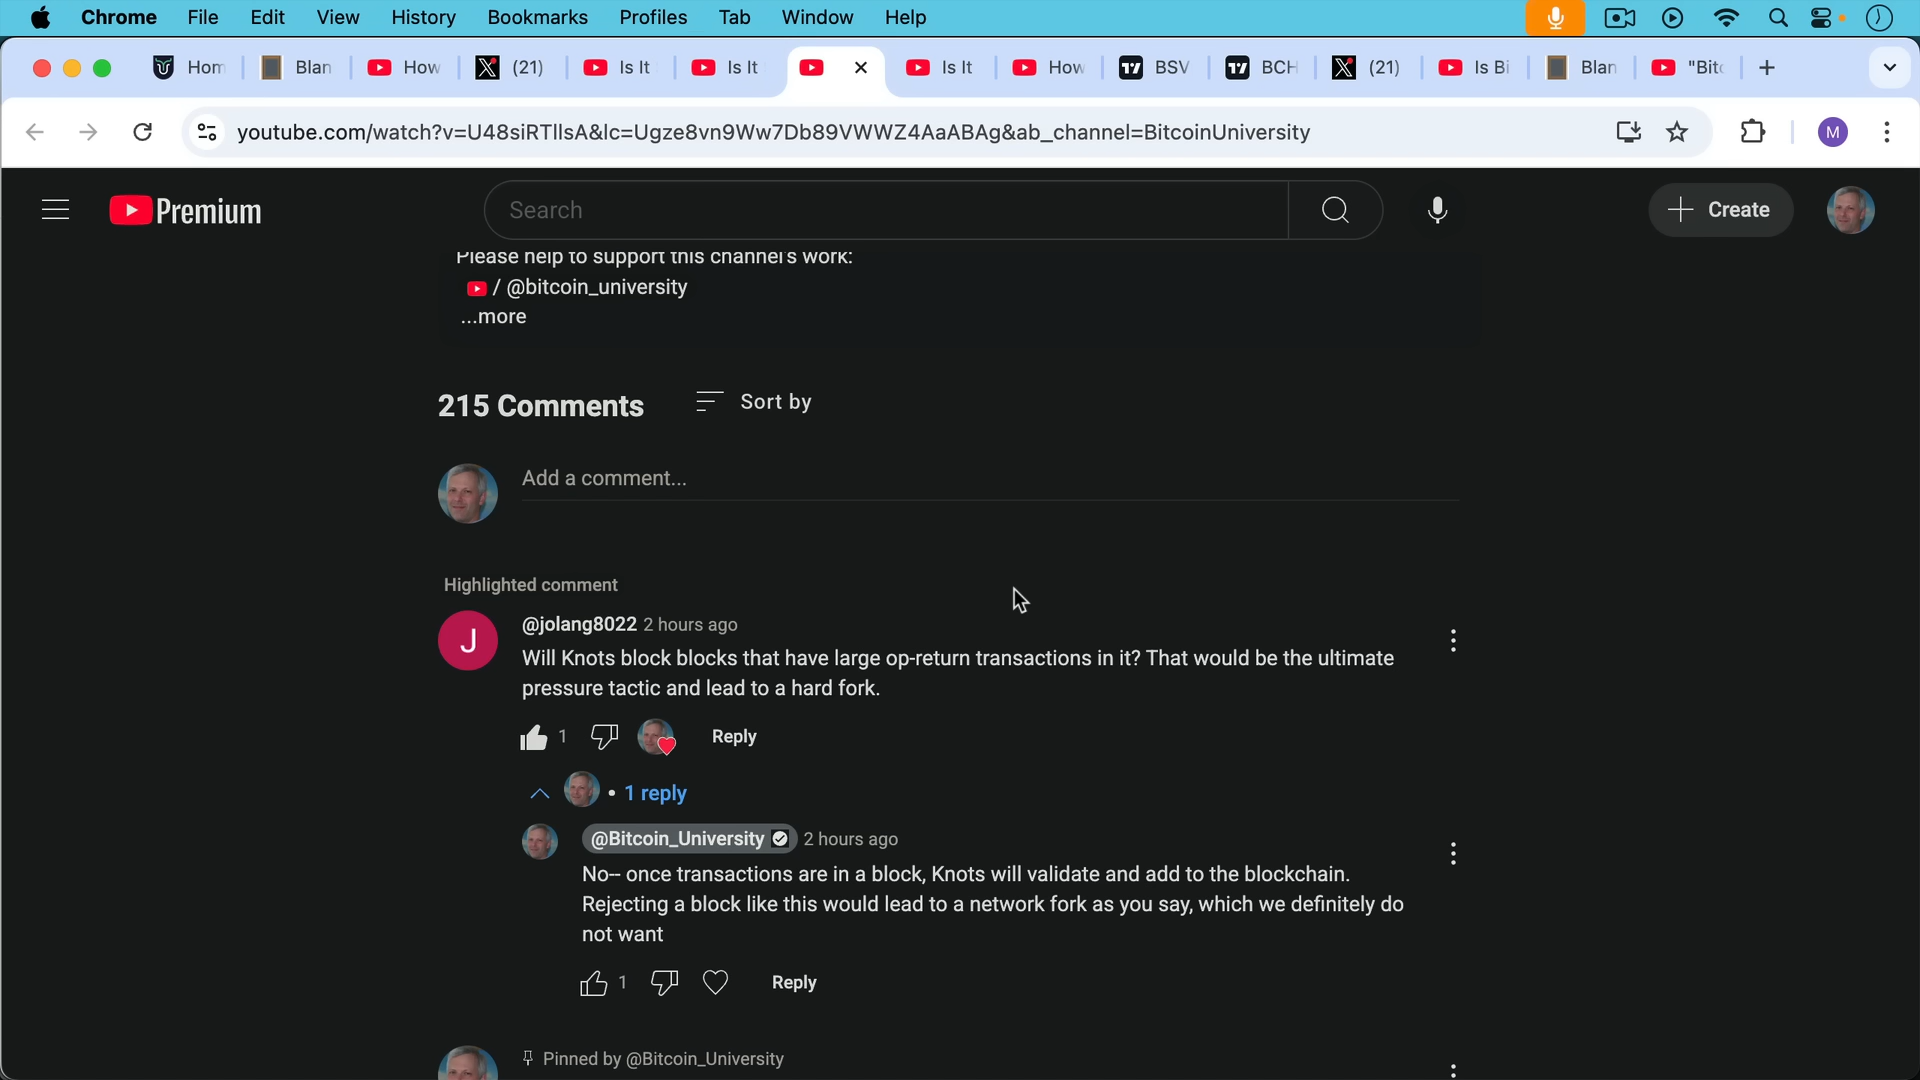 Chrome File Edit View History Bookmarks Profiles Tab Window Help
Hom Blan How (21) Is It Is It Is It How BSV BCH (21) Is Bi Blan "Bitc
youtube.com/watch?v=U48siRTllsA&lc=Ugze8vn9Ww7Db89VWWZ4AaABAg&ab_channel=BitcoinUniversity
M
Premium
Search
Create
Please help to support this channel's work:
/ @bitcoin_university
...more
215 Comments
Sort by
Add a comment...
Highlighted comment
J
@jolang8022 2 hours ago
Will Knots block blocks that have large op-return transactions in it? That would be the ultimate
pressure tactic and lead to a hard fork.
1 Reply
• 1 reply
@Bitcoin_University 2 hours ago
No-- once transactions are in a block, Knots will validate and add to the blockchain.
Rejecting a block like this would lead to a network fork as you say, which we definitely do
not want
1 Reply
Pinned by @Bitcoin_University